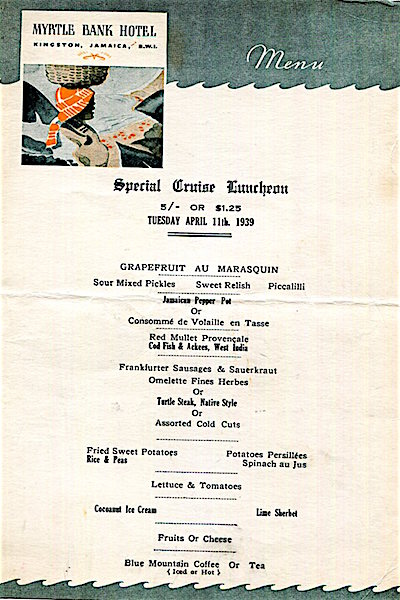 MYRTLE BANK HOTEL
KINGSTON, JAMAICA, B.W.I.
Menu
Special Cruise Luncheon
5/- OR $1.25
TUESDAY APRIL 11th. 1939
GRAPEFRUIT AU MARASQUIN
Sour Mixed Pickles Sweet Relish Piccalilli
Jamaican Pepper Pot
Or
Consommé de Volaille en Tasse
Red Mullet Provençale
Cod Fish & Ackees, West India
Frankfurter Sausages & Sauerkraut
Omelette Fines Herbes
Or
Turtle Steak, Native Style
Or
Assorted Cold Cuts
Fried Sweet Potatoes Potatoes Persillées
Rice & Peas Spinach au Jus
Lettuce & Tomatoes
Cocoanut Ice Cream Lime Sherbet
Fruits Or Cheese
Blue Mountain Coffee Or Tea
(Iced or Hot)